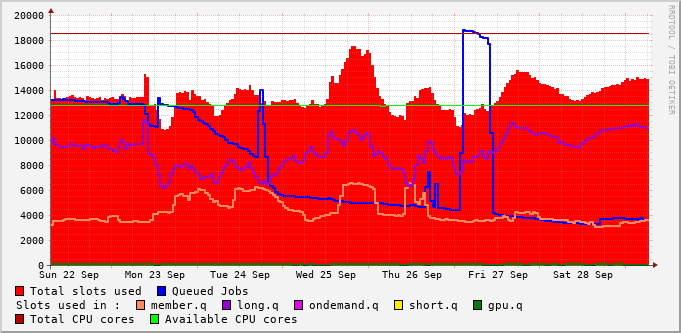 20000
18000
16000
14000
12000
10000
8000
6000
4000
2000
0
Sun 22 Sep Mon 23 Sep Tue 24 Sep Wed 25 Sep Thu 26 Sep Fri 27 Sep Sat 28 Sep
Total slots used Queued Jobs
Slots used in : member.q long.q ondemand.q short.q gpu.q
Total CPU cores Available CPU cores
RRDTOOL / TOBI OETIKER